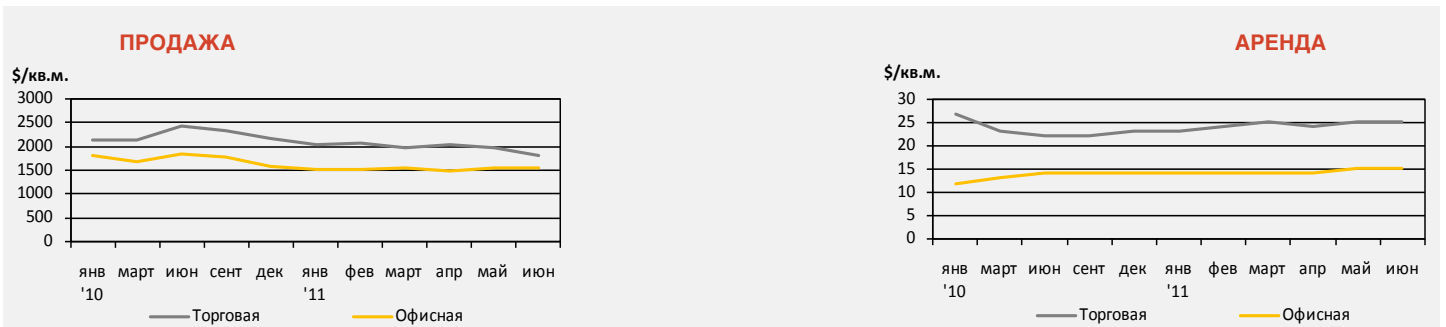 ПРОДАЖА
$/кв.м.
3000
2500
2000
1500
1000
500
0
янв март июн сент дек янв фев март апр май июн
'10 '11
Торговая Офисная
АРЕНДА
$/кв.м.
30
25
20
15
10
5
0
янв март июн сент дек янв фев март апр май июн
'10 '11
Торговая Офисная